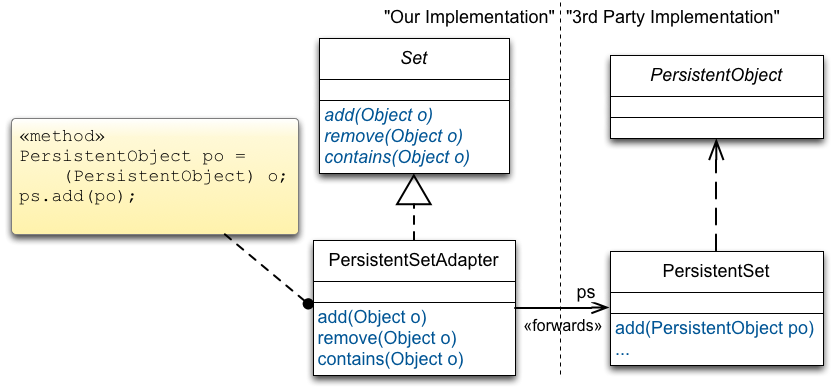 "Our Implementation" "3rd Party Implementation"
Set
add(Object o)
remove(Object o)
contains(Object o)
PersistentObject
«method»
PersistentObject po =
(PersistentObject) o;
ps.add(po);
PersistentSetAdapter
add(Object o)
remove(Object o)
contains(Object o)
ps
«forwards»
PersistentSet
add(PersistentObject po)
...